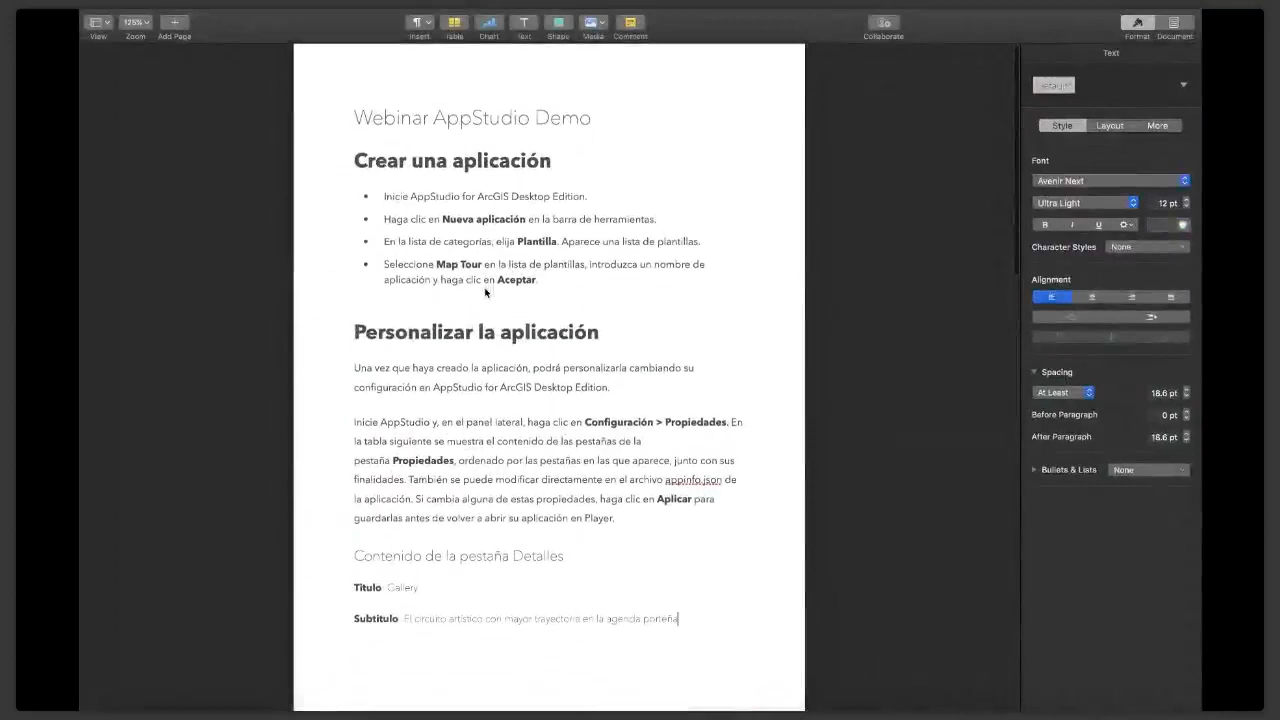 125%
View
Zoom
Add Page
Insert
Table
Chart
Text
Shape
Media
Comment
Collaborate
Format
Document
Webinar AppStudio Demo
Crear una aplicación
• Inicie AppStudio for ArcGIS Desktop Edition.
• Haga clic en Nueva aplicación en la barra de herramientas.
• En la lista de categorías, elija Plantilla. Aparece una lista de plantillas.
• Seleccione Map Tour en la lista de plantillas, introduzca un nombre de
aplicación y haga clic en Aceptar.
Personalizar la aplicación
Una vez que haya creado la aplicación, podrá personalizarla cambiando su
configuración en AppStudio for ArcGIS Desktop Edition.
Inicie AppStudio y, en el panel lateral, haga clic en Configuración > Propiedades. En
la tabla siguiente se muestra el contenido de las pestañas de la
pestaña Propiedades, ordenado por las pestañas en las que aparece, junto con sus
finalidades. También se puede modificar directamente en el archivo appinfo.json de
la aplicación. Si cambia alguna de estas propiedades, haga clic en Aplicar para
guardarlas antes de volver a abrir su aplicación en Player.
Contenido de la pestaña Detalles
Titulo Gallery
Subtitulo El circuito artístico con mayor trayectoria en la agenda porteña
Text
Style
Layout
More
Font
Avenir Next
Ultra Light
12 pt
B
I
U
Character Styles
None
Alignment
Spacing
At Least
18.6 pt
Before Paragraph
0 pt
After Paragraph
18.6 pt
Bullets & Lists
None